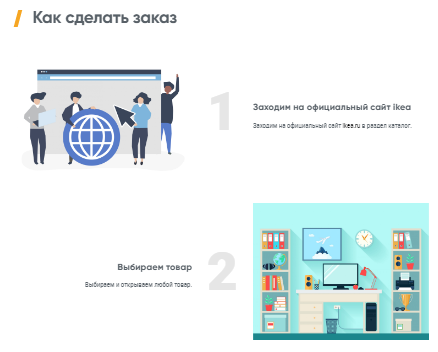 Как сделать заказ
1
Заходим на официальный сайт ikea
Заходим на официальный сайт ikea.ru в раздел каталог.
2
Выбираем товар
Выбираем и открываем любой товар.